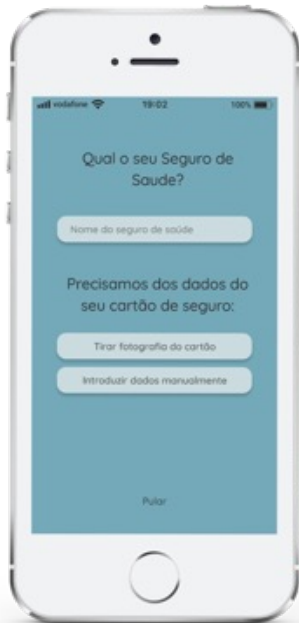 vodafone 19:02 100%
Qual o seu Seguro de
Saude?
Nome do seguro de saúde
Precisamos dos dados do
seu cartão de seguro:
Tirar fotografia do cartão
Introduzir dados manualmente
Pular